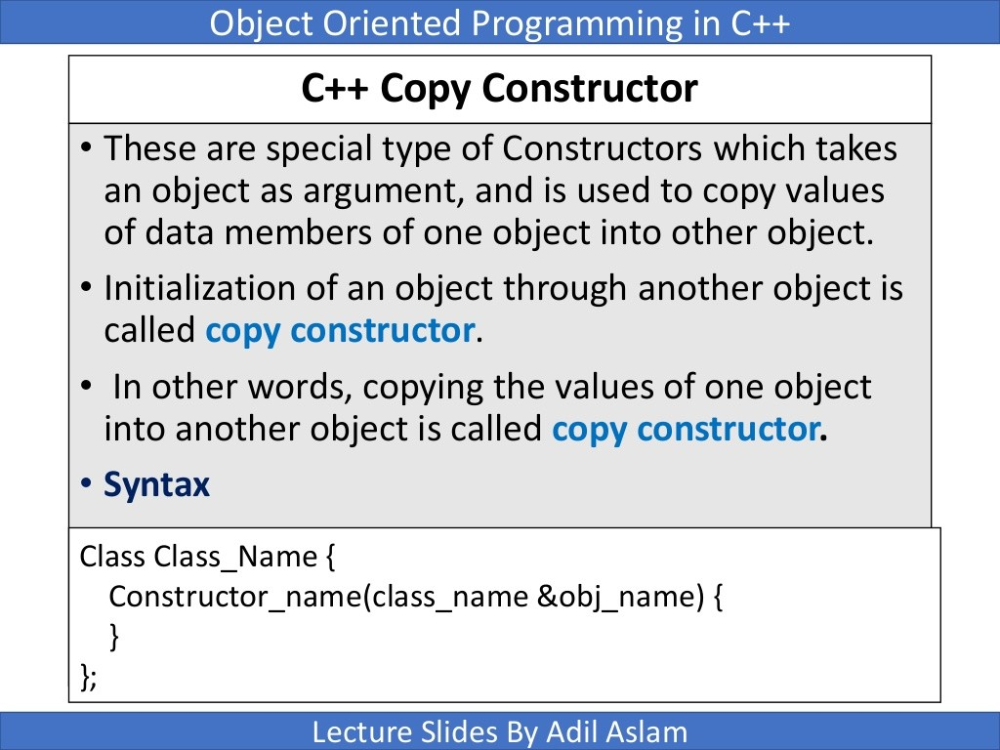 Object Oriented Programming in C++
C++ Copy Constructor
• These are special type of Constructors which takes
an object as argument, and is used to copy values
of data members of one object into other object.
• Initialization of an object through another object is
called copy constructor.
• In other words, copying the values of one object
into another object is called copy constructor.
• Syntax
Class Class_Name {
Constructor_name(class_name &obj_name) {
}
};
Lecture Slides By Adil Aslam